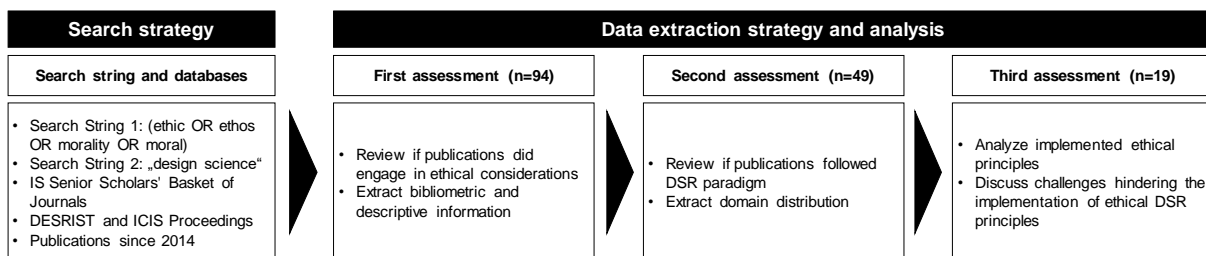 Search strategy
Data extraction strategy and analysis
Search string and databases
First assessment (n=94)
Second assessment (n=49)
Third assessment (n=19)
• Search String 1: (ethic OR ethos
OR morality OR moral)
• Search String 2: „design science“
• IS Senior Scholars' Basket of
Journals
• DESRIST and ICIS Proceedings
• Publications since 2014
• Review if publications did
engage in ethical considerations
• Extract bibliometric and
descriptive information
• Review if publications followed
DSR paradigm
• Extract domain distribution
• Analyze implemented ethical
principles
• Discuss challenges hindering the
implementation of ethical DSR
principles